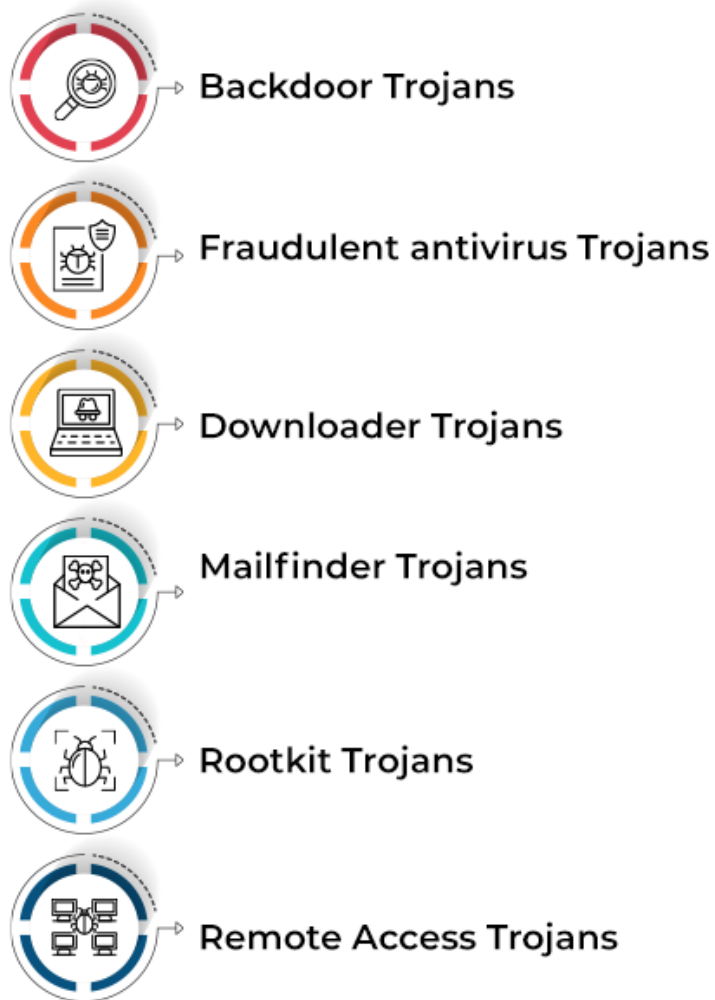 Backdoor Trojans
Fraudulent antivirus Trojans
Downloader Trojans
Mailfinder Trojans
Rootkit Trojans
Remote Access Trojans